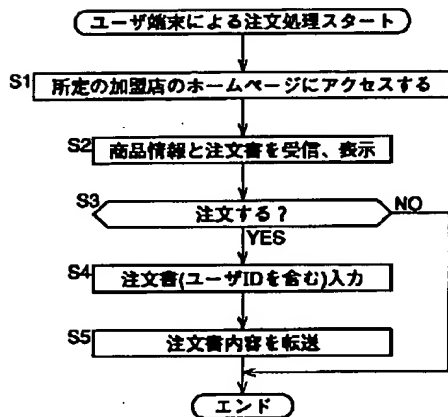 ユーザ端末による注文処理スタート
S1 所定の加盟店のホームページにアクセスする
S2 商品情報と注文書を受信、表示
S3 注文する? NO
YES
S4 注文書(ユーザIDを含む)入力
S5 注文書内容を転送
エンド